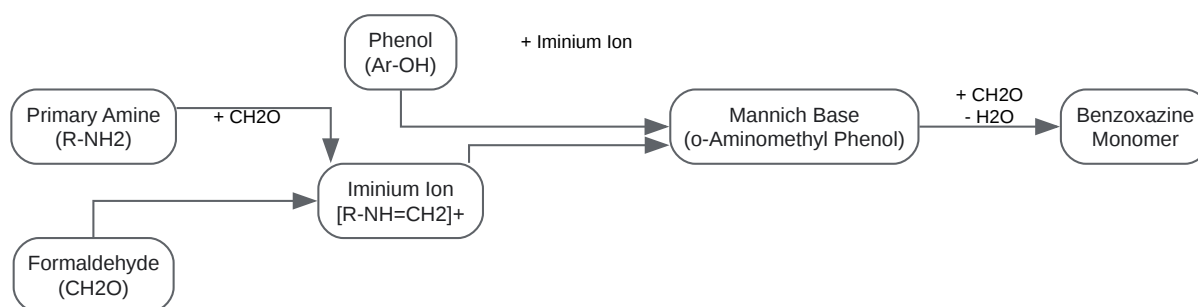 Phenol
(Ar-OH)
+ Iminium Ion
Primary Amine
(R-NH2)
+ CH2O
Mannich Base
(o-Aminomethyl Phenol)
+ CH2O
- H2O
Benzoxazine
Monomer
Iminium Ion
[R-NH=CH2]+
Formaldehyde
(CH2O)